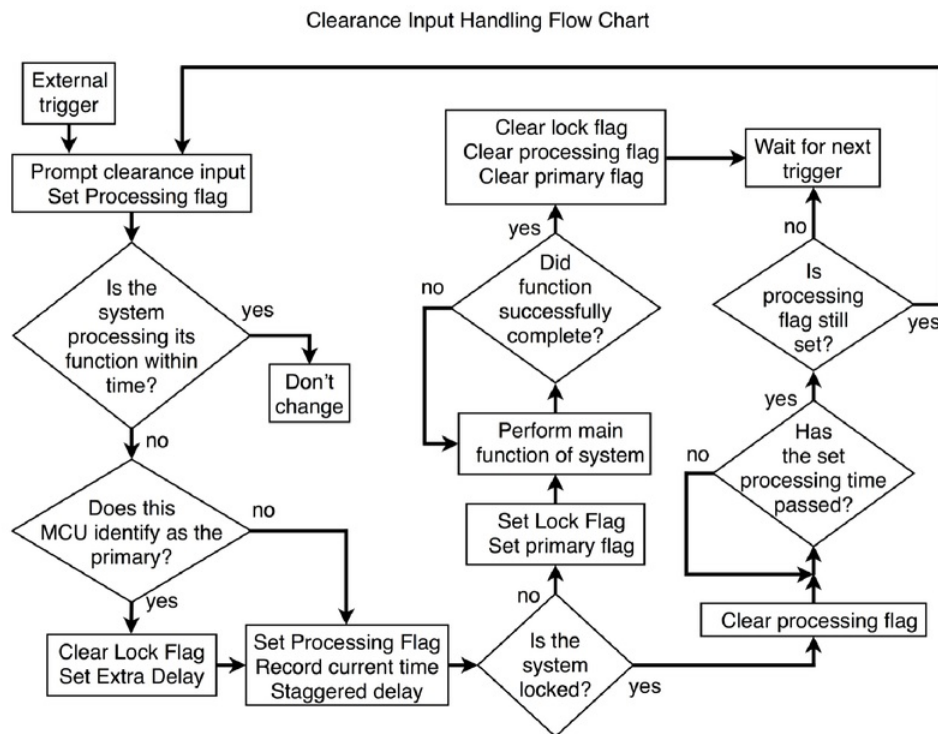 Clearance Input Handling Flow Chart
External
trigger
Prompt clearance input
Set Processing flag
Is the
system
processing its
function within
time?
yes
Don't
change
no
Does this
MCU identify as the
primary?
no
yes
Clear Lock Flag
Set Extra Delay
Set Processing Flag
Record current time
Staggered delay
Is the
system
locked?
no
yes
Set Lock Flag
Set primary flag
Perform main
function of system
Did
function
successfully
complete?
no
yes
Clear lock flag
Clear processing flag
Clear primary flag
Wait for next
trigger
no
Is
processing
flag still
set?
yes
yes
Has
the set
processing time
passed?
no
Clear processing flag